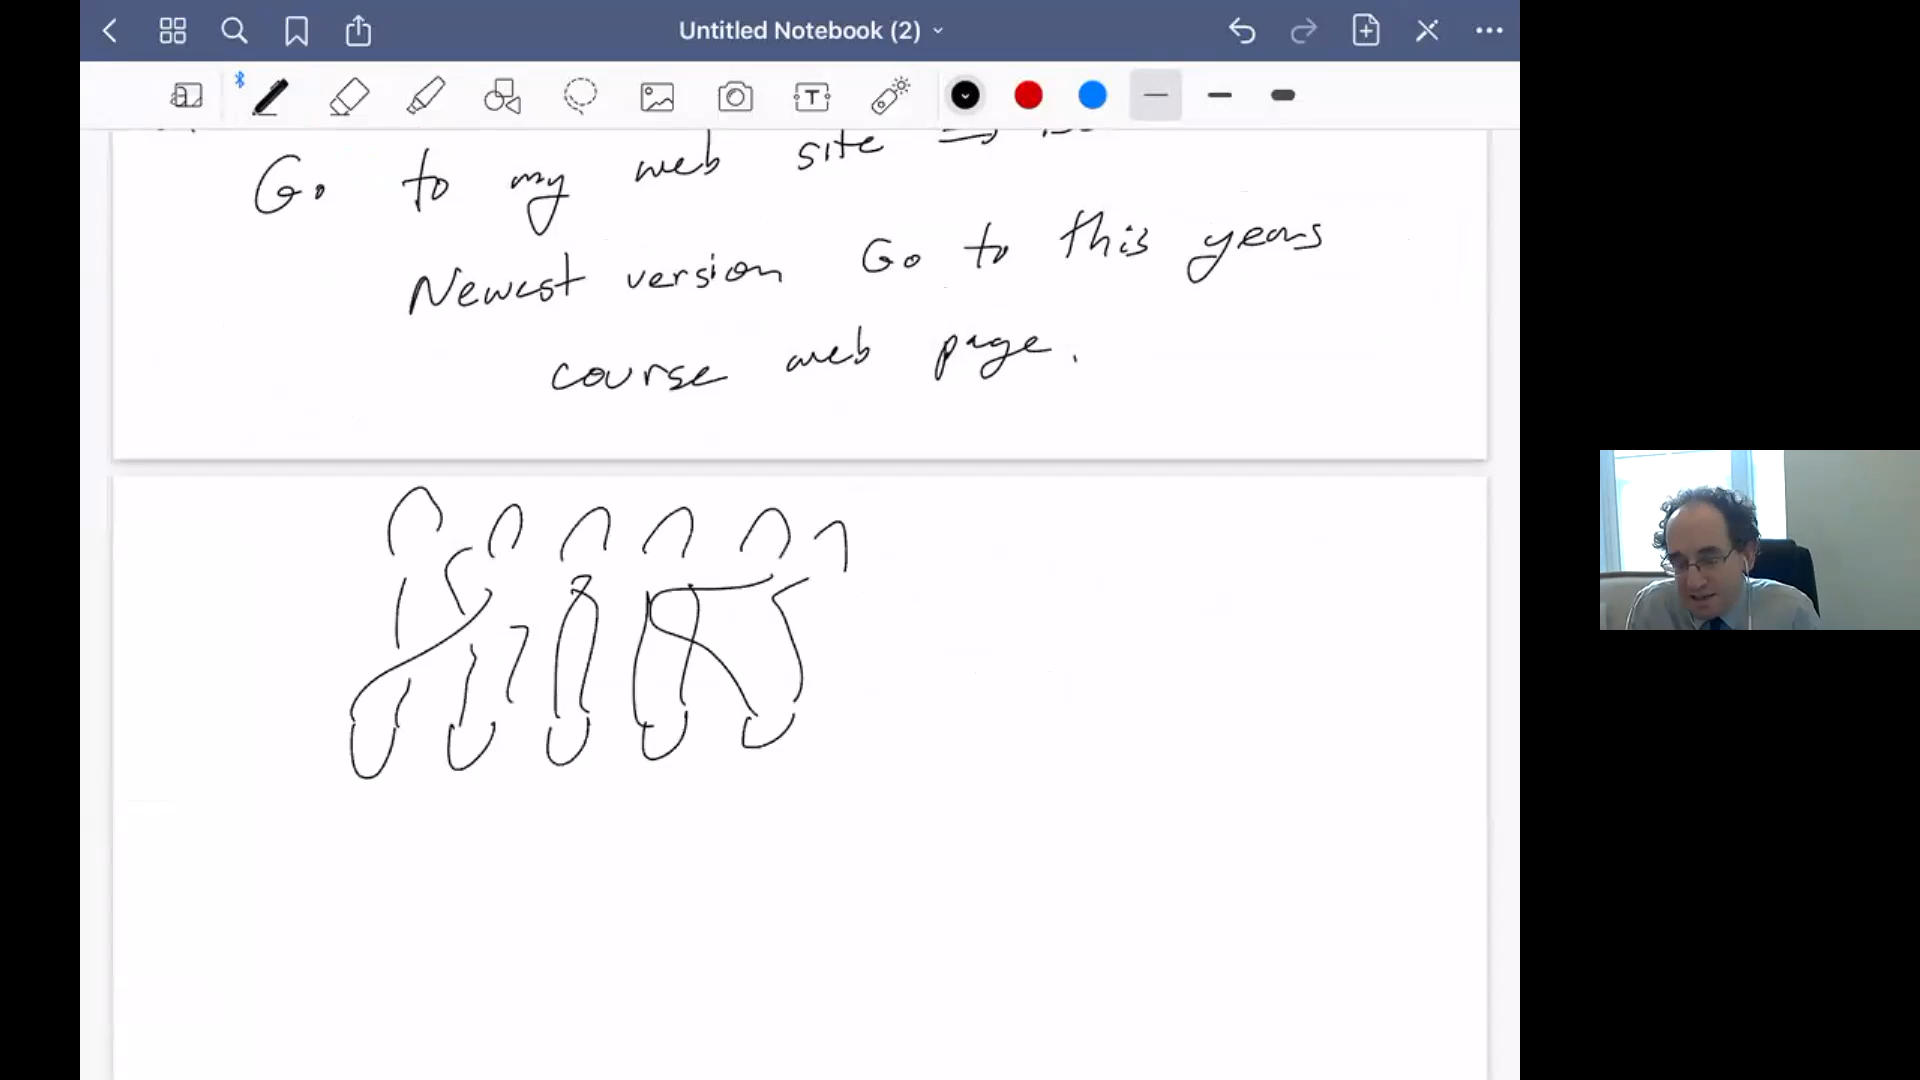 Untitled Notebook (2)
Go to my web site
Newest version Go to this years
course web page.